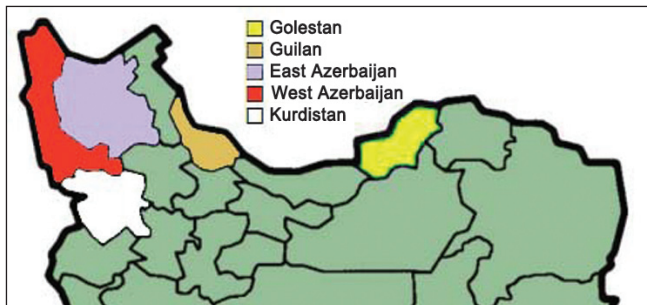 Golestan
Guilan
East Azerbaijan
West Azerbaijan
Kurdistan